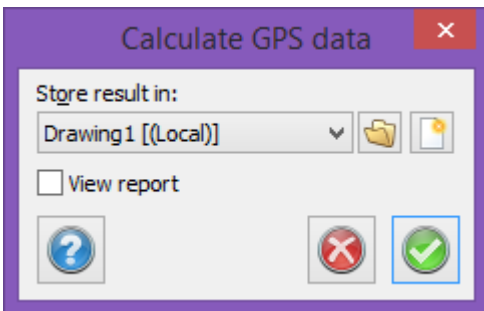 Calculate GPS data
Store result in:
Drawing1 [(Local)]
View report